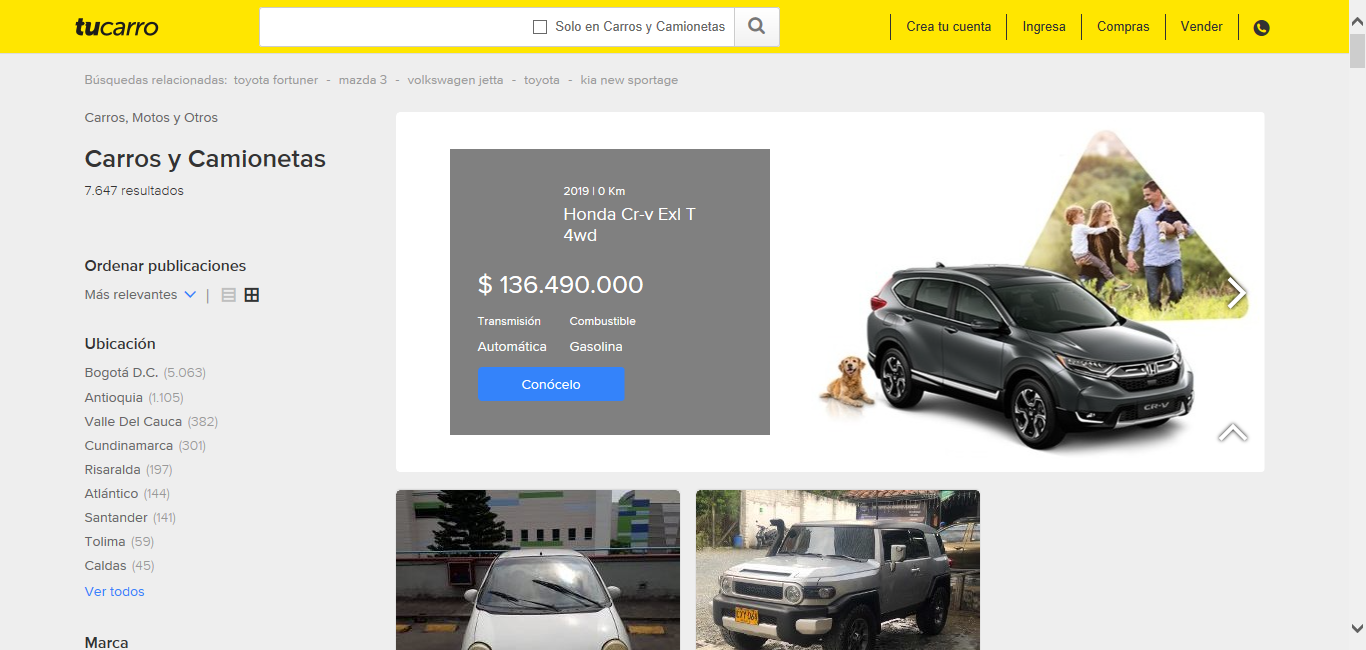 tucarro
Solo en Carros y Camionetas
Crea tu cuenta
Ingresa
Compras
Vender
Búsquedas relacionadas: toyota fortuner - mazda 3 - volkswagen jetta - toyota - kia new sportage
Carros, Motos y Otros
Carros y Camionetas
7.647 resultados
Ordenar publicaciones
Más relevantes |
Ubicación
Bogotá D.C. (5.063)
Antioquia (1.105)
Valle Del Cauca (382)
Cundinamarca (301)
Risaralda (197)
Atlántico (144)
Santander (141)
Tolima (59)
Caldas (45)
Ver todos
Marca
2019 | 0 Km
Honda Cr-v Exl T
4wd
$ 136.490.000
Transmisión Combustible
Automática Gasolina
Conócelo
CR-V